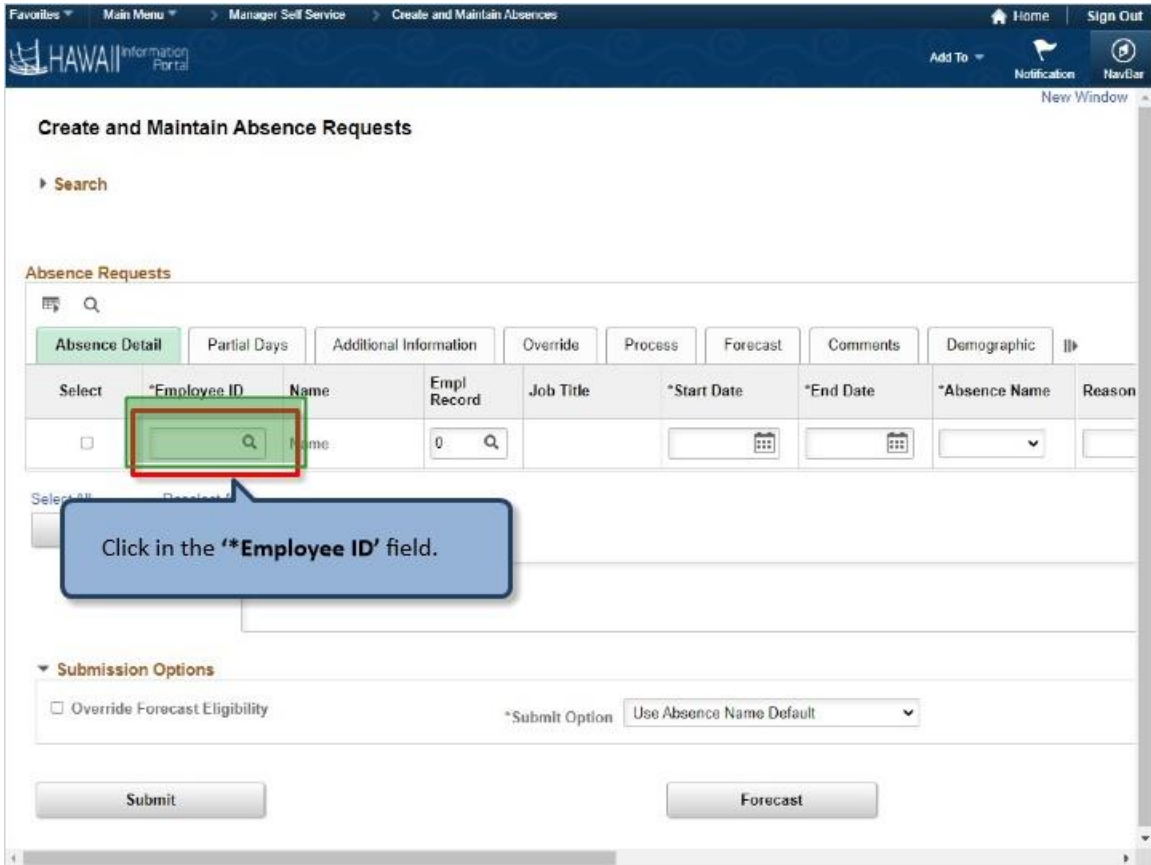 Favorites Main Menu Manager Self Service Create and Maintain Absences Home Sign Out
HAWAII Information Portal Add To Notification NavBar
New Window
Create and Maintain Absence Requests
Search
Absence Requests
Absence Detail Partial Days Additional Information Override Process Forecast Comments Demographic
Select *Employee ID Name Empl Record Job Title *Start Date *End Date *Absence Name Reason
Name 0
Click in the ‘*Employee ID’ field.
Submission Options
Override Forecast Eligibility *Submit Option Use Absence Name Default
Submit Forecast